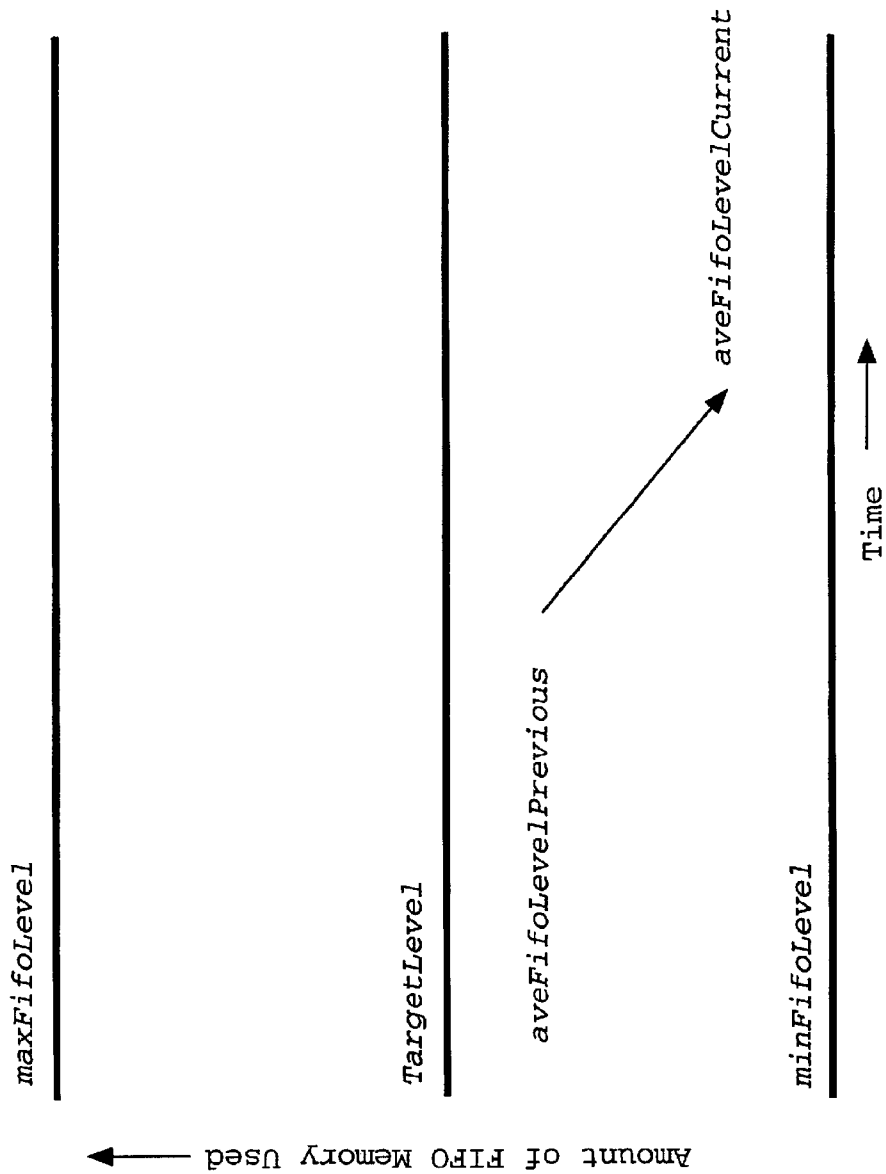 maxFifoLevel
TargetLevel
aveFifoLevelPrevious
aveFifoLevelCurrent
minFifoLevel
Time
Amount of FIFO Memory Used